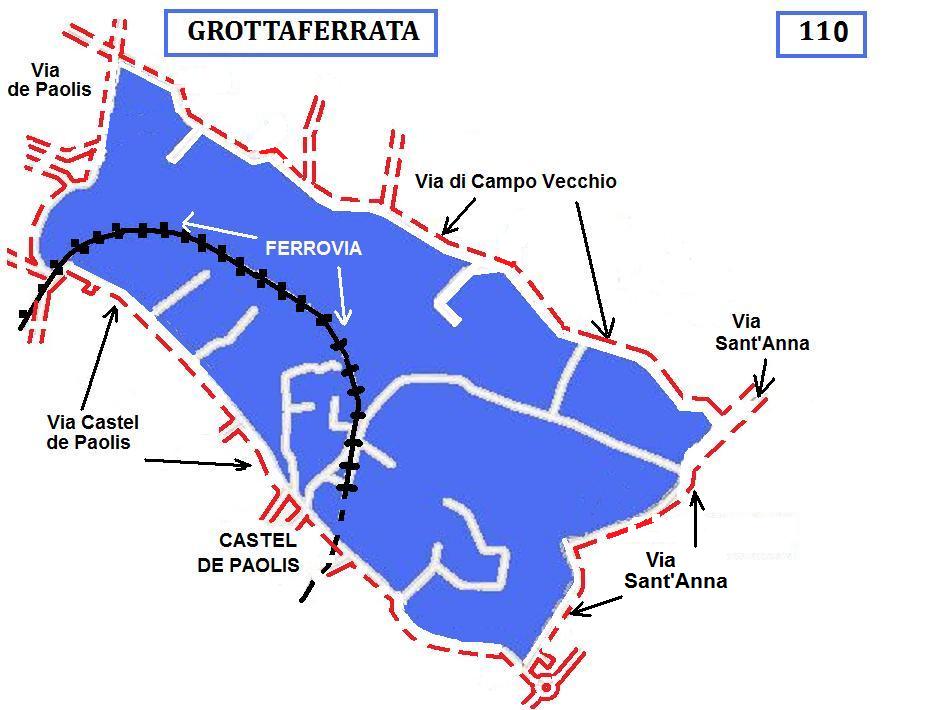 GROTTAFERRATA
110
Via
de Paolis
Via di Campo Vecchio
FERROVIA
Via
Sant'Anna
Via Castel
de Paolis
CASTEL
DE PAOLIS
Via
Sant'Anna